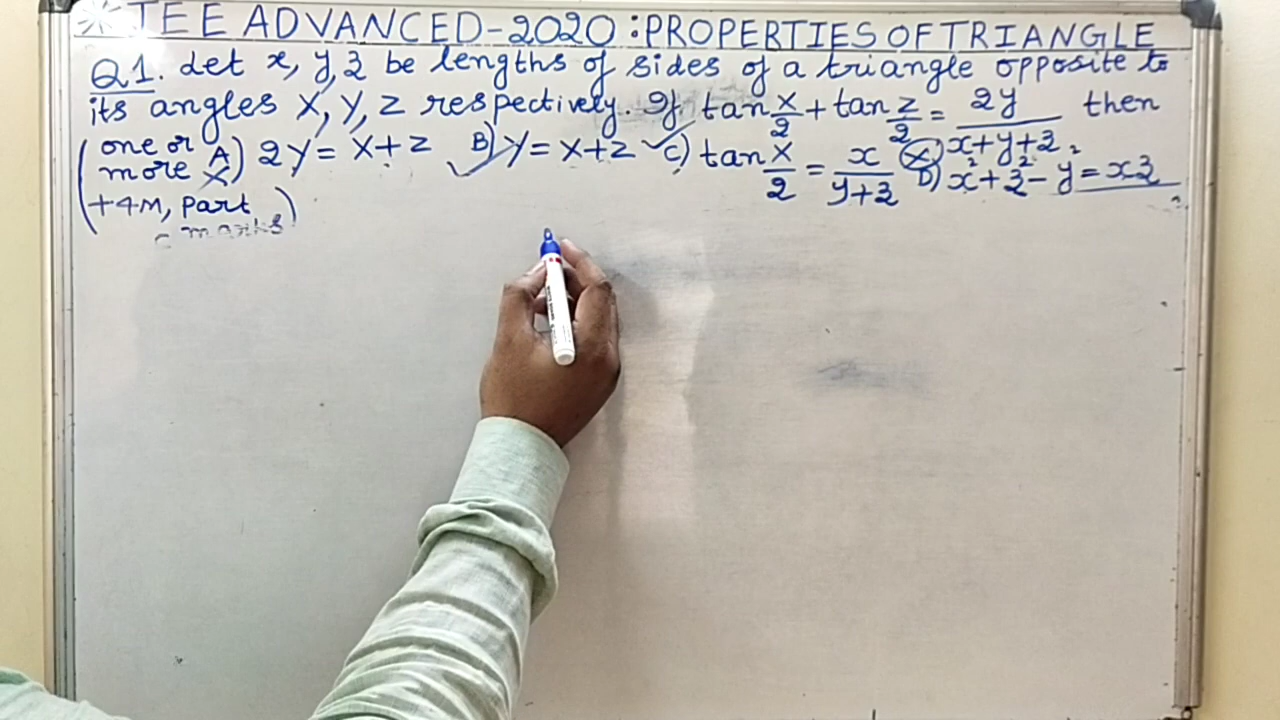 JEE ADVANCED-2020 : PROPERTIES OF TRIANGLE
Q1. Let x, y, z be lengths of sides of a triangle opposite to
its angles X, Y, Z respectively. If tan X/2 + tan Z/2 = 2y/(x+y+z) then
(one or more +4M, part marks)
A) 2Y = X+Z B) Y = X+Z C) tan X/2 = x/(y+z) D) x²+z²-y²=xz